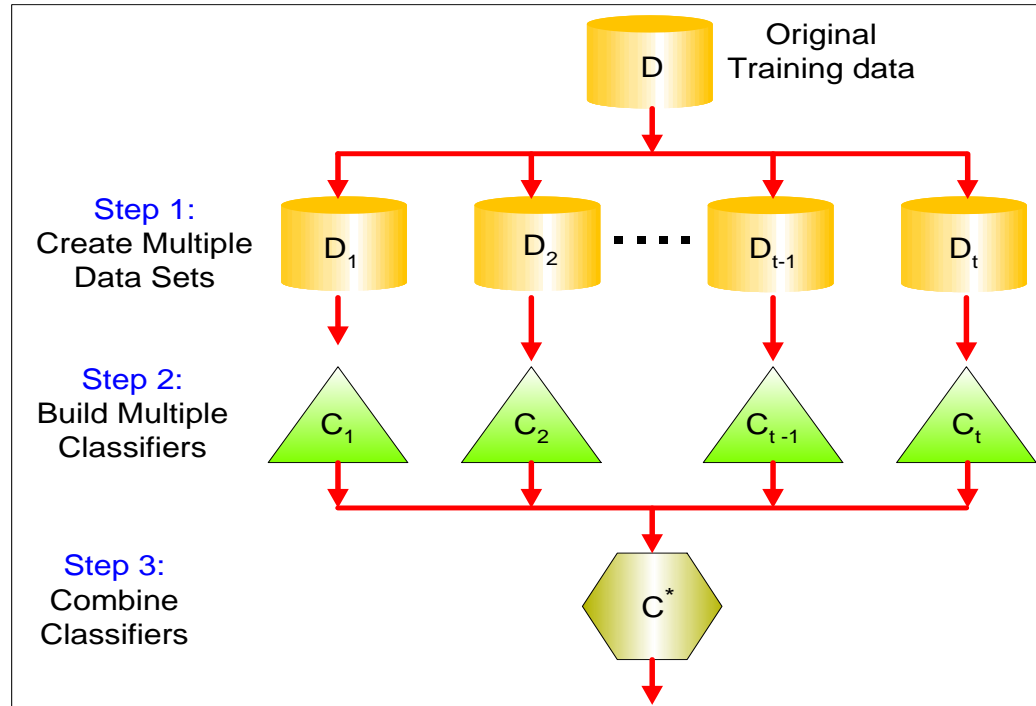 Original
Training data
D
Step 1:
Create Multiple
Data Sets
D₁
D₂
Dₜ₋₁
Dₜ
Step 2:
Build Multiple
Classifiers
C₁
C₂
Cₜ ₋₁
Cₜ
Step 3:
Combine
Classifiers
C*